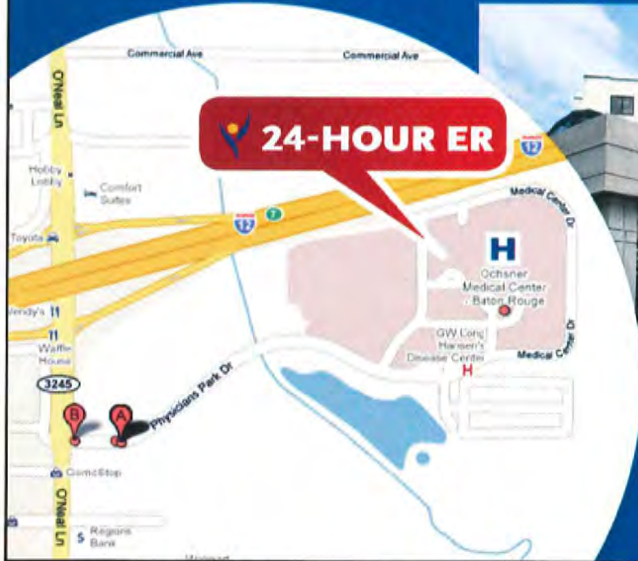 Commercial Ave
Commercial Ave
O'Neal Ln
24-HOUR ER
12
Hobby
Lobby
Comfort
Suites
Medical Center Dr
7
12
Toyota
H
Ochsner
Medical Center
Baton Rouge
Wendy's
Waffle
House
GW Long
Hansen's
Disease Center
H
Medical Center Dr
3245
Physicians Park Dr
B
A
GameStop
O'Neal Ln
S
Regions
Bank